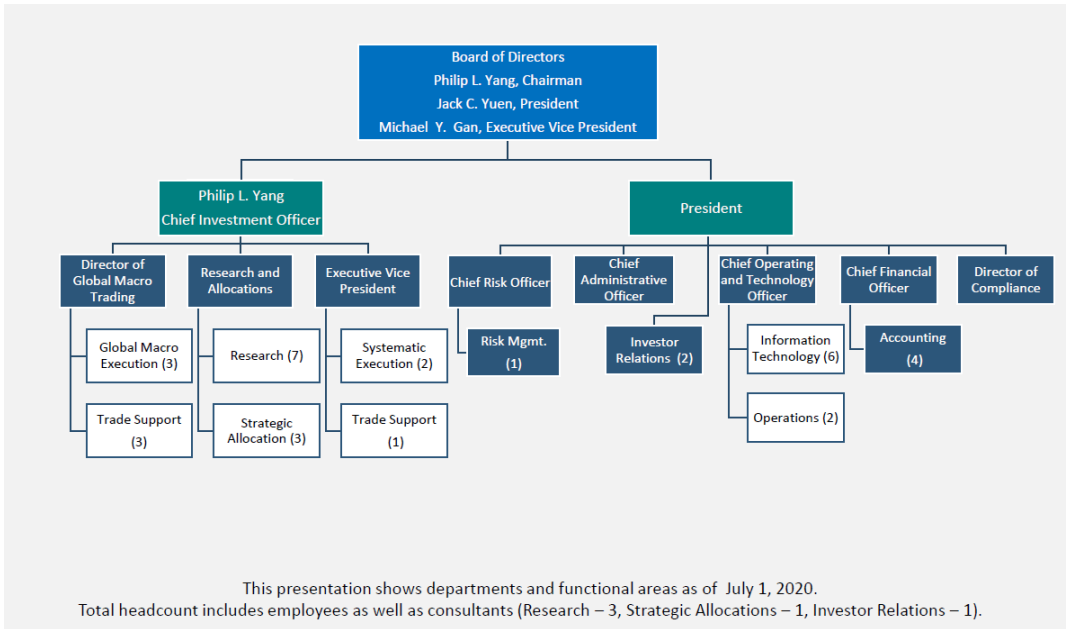 Board of Directors
Philip L. Yang, Chairman
Jack C. Yuen, President
Michael Y. Gan, Executive Vice President
Philip L. Yang
Chief Investment Officer
President
Director of
Global Macro
Trading
Research and
Allocations
Executive Vice
President
Chief Risk Officer
Chief
Administrative
Officer
Chief Operating
and Technology
Officer
Chief Financial
Officer
Director of
Compliance
Global Macro
Execution (3)
Research (7)
Systematic
Execution (2)
Risk Mgmt.
(1)
Investor
Relations (2)
Information
Technology (6)
Accounting
(4)
Trade Support
(3)
Strategic
Allocation (3)
Trade Support
(1)
Operations (2)
This presentation shows departments and functional areas as of July 1, 2020.
Total headcount includes employees as well as consultants (Research – 3, Strategic Allocations – 1, Investor Relations – 1).